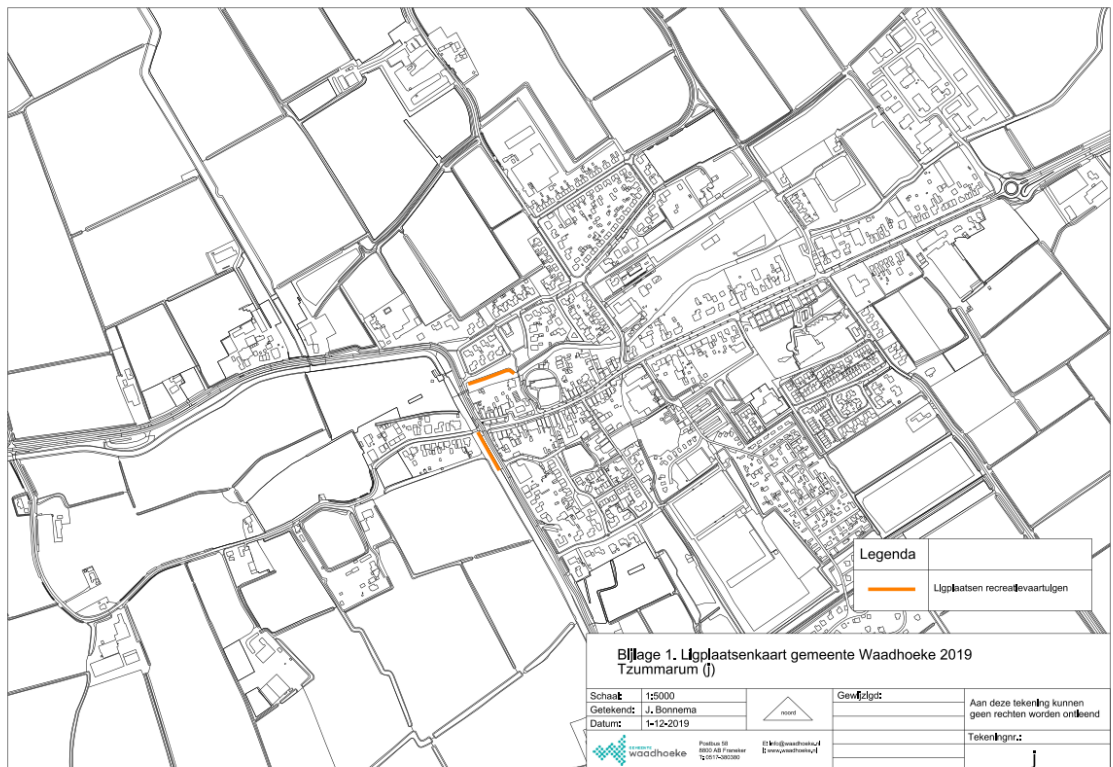 Legenda
Ligplaatsen recreatievaartuigen
Bijlage 1. Ligplaatsenkaart gemeente Waadhoeke 2019
Tzummarum (j)
Schaal: 1:5000
Getekend: J. Bonnema
Datum: 1-12-2019
noord
Gewijzigd:
Aan deze tekening kunnen
geen rechten worden ontleend
Tekeningnr.:
j
GEMEENTE
waadhoeke
Postbus 58
8800 AB Franeker
T: 0517-380380
E: info@waadhoeke.nl
I: www.waadhoeke.nl